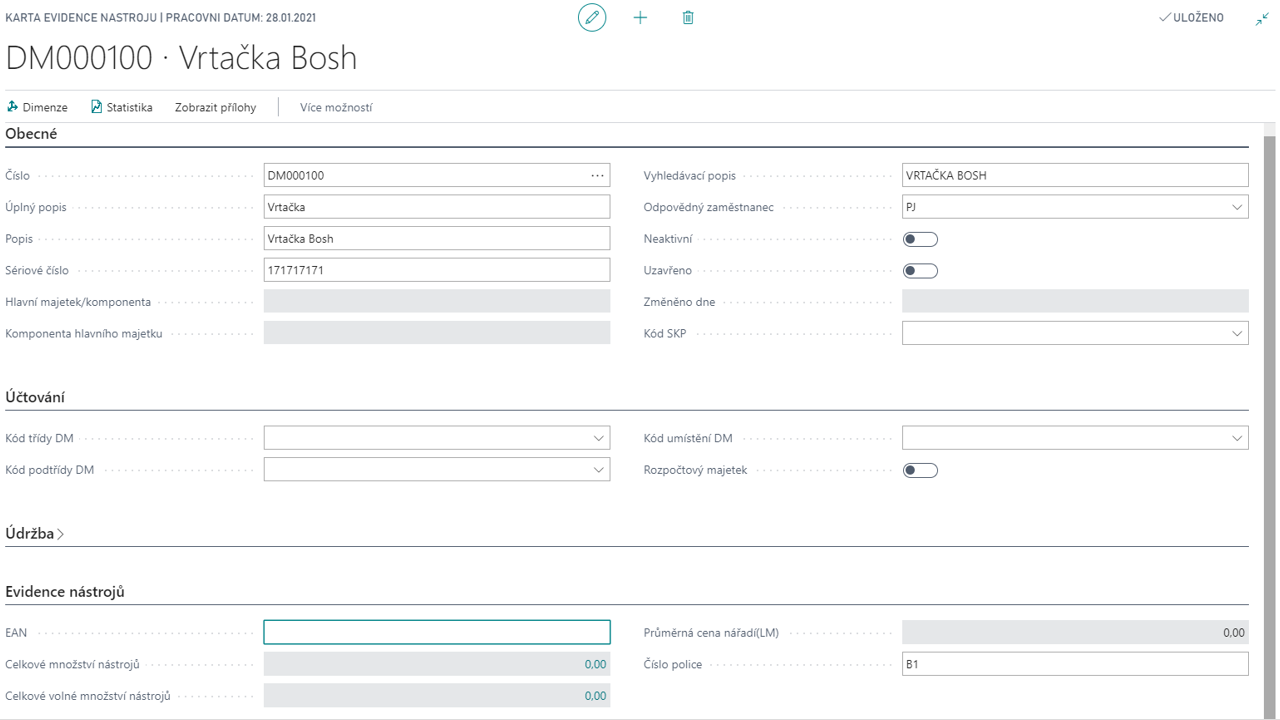 KARTA EVIDENCE NASTROJU | PRACOVNI DATUM: 28.01.2021
ULOŽENO
DM000100 · Vrtačka Bosh
Dimenze Statistika Zobrazit přílohy Více možností
Obecné
Číslo DM000100 ···
Vyhledávací popis VRTAČKA BOSH
Úplný popis Vrtačka
Odpovědný zaměstnanec PJ
Popis Vrtačka Bosh
Neaktivní
Sériové číslo 171717171
Uzavřeno
Hlavní majetek/komponenta
Změněno dne
Komponenta hlavního majetku
Kód SKP
Účtování
Kód třídy DM
Kód umístění DM
Kód podtřídy DM
Rozpočtový majetek
Údržba
Evidence nástrojů
EAN
Průměrná cena nářadí(LM) 0,00
Celkové množství nástrojů 0,00
Číslo police B1
Celkové volné množství nástrojů 0,00